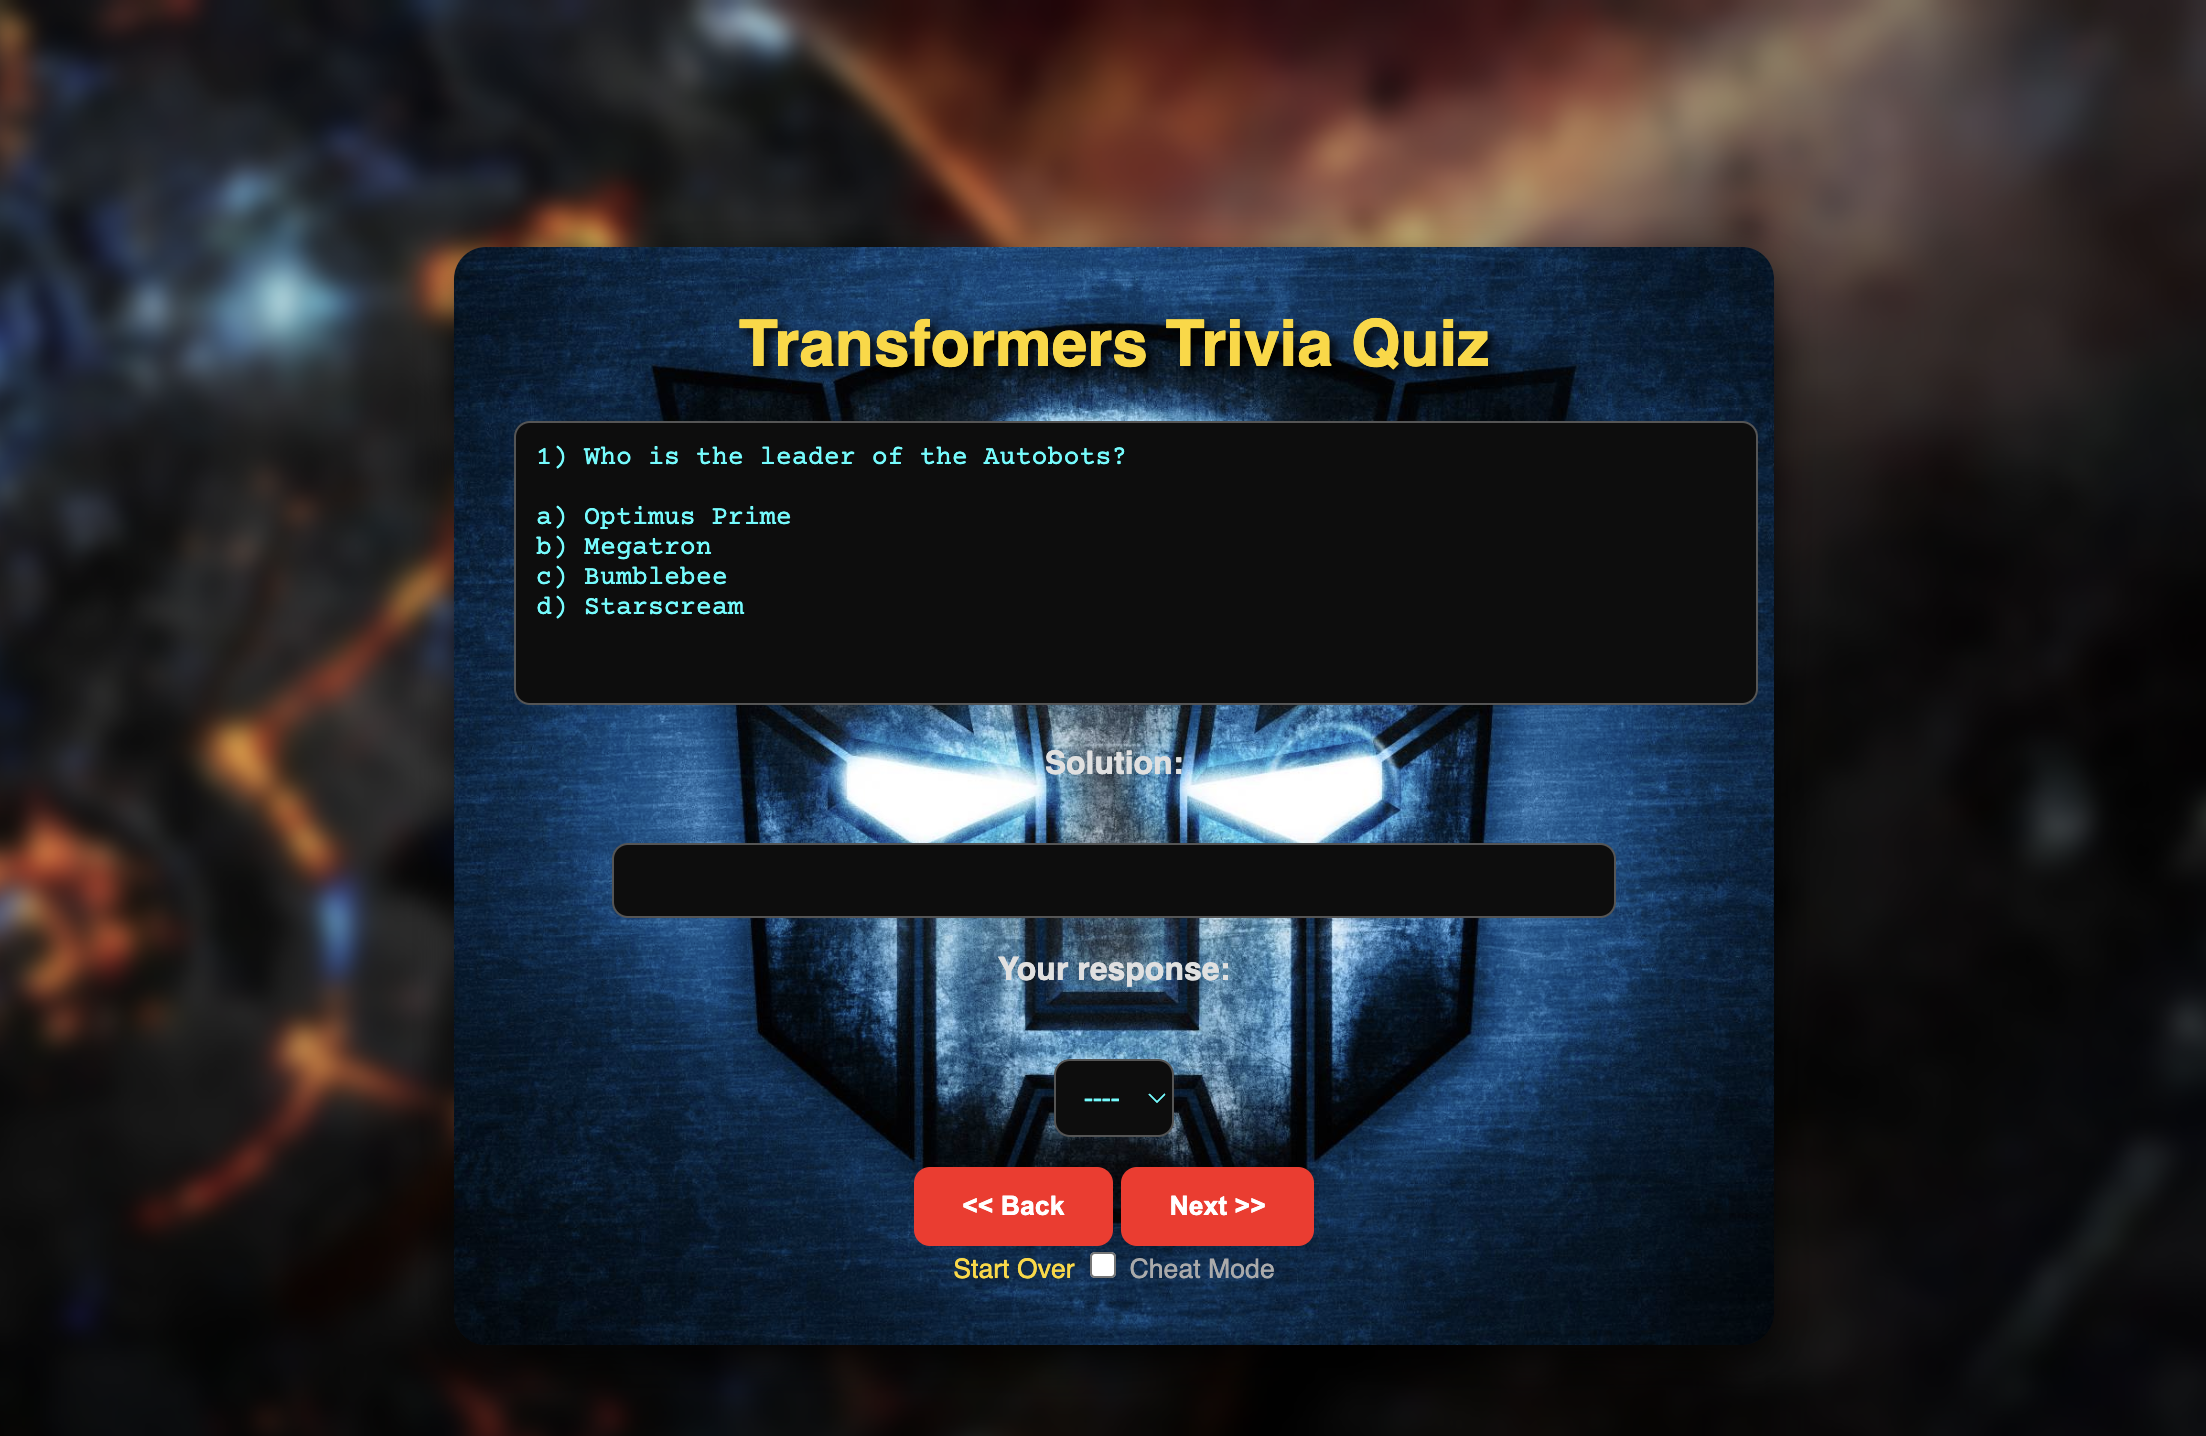 Transformers Trivia Quiz
1) Who is the leader of the Autobots?
a) Optimus Prime
b) Megatron
c) Bumblebee
d) Starscream
Solution:
Your response:
----
<< Back
Next >>
Start Over
Cheat Mode